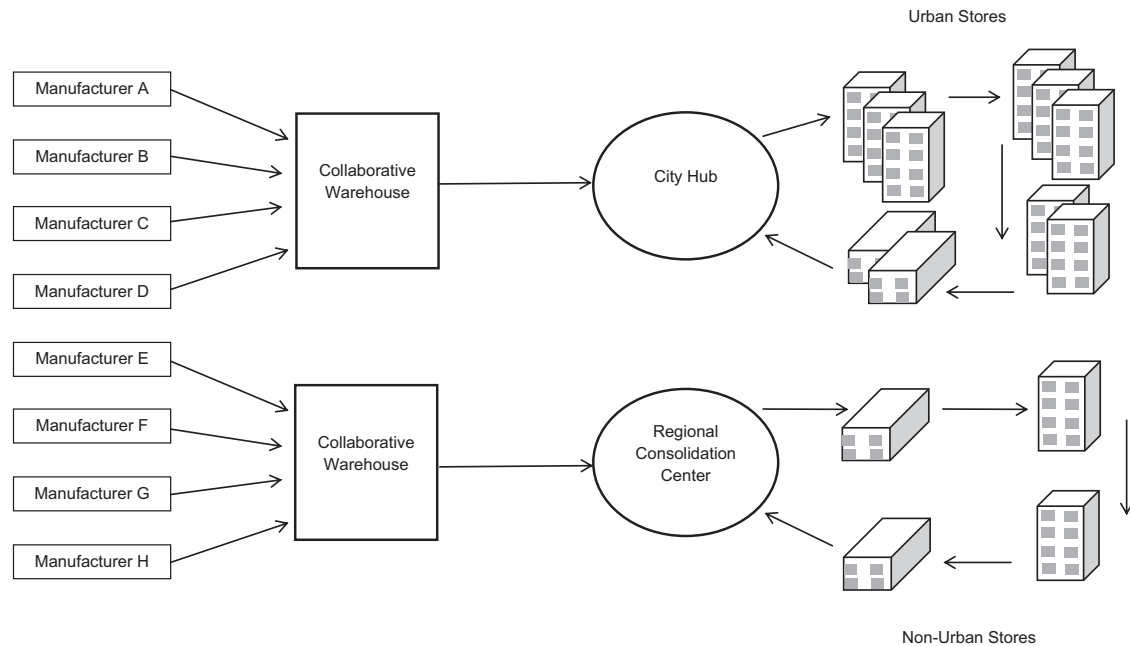 Urban Stores
Manufacturer A
Manufacturer B
Manufacturer C
Manufacturer D
Collaborative
Warehouse
City Hub
Manufacturer E
Manufacturer F
Manufacturer G
Manufacturer H
Collaborative
Warehouse
Regional
Consolidation
Center
Non-Urban Stores